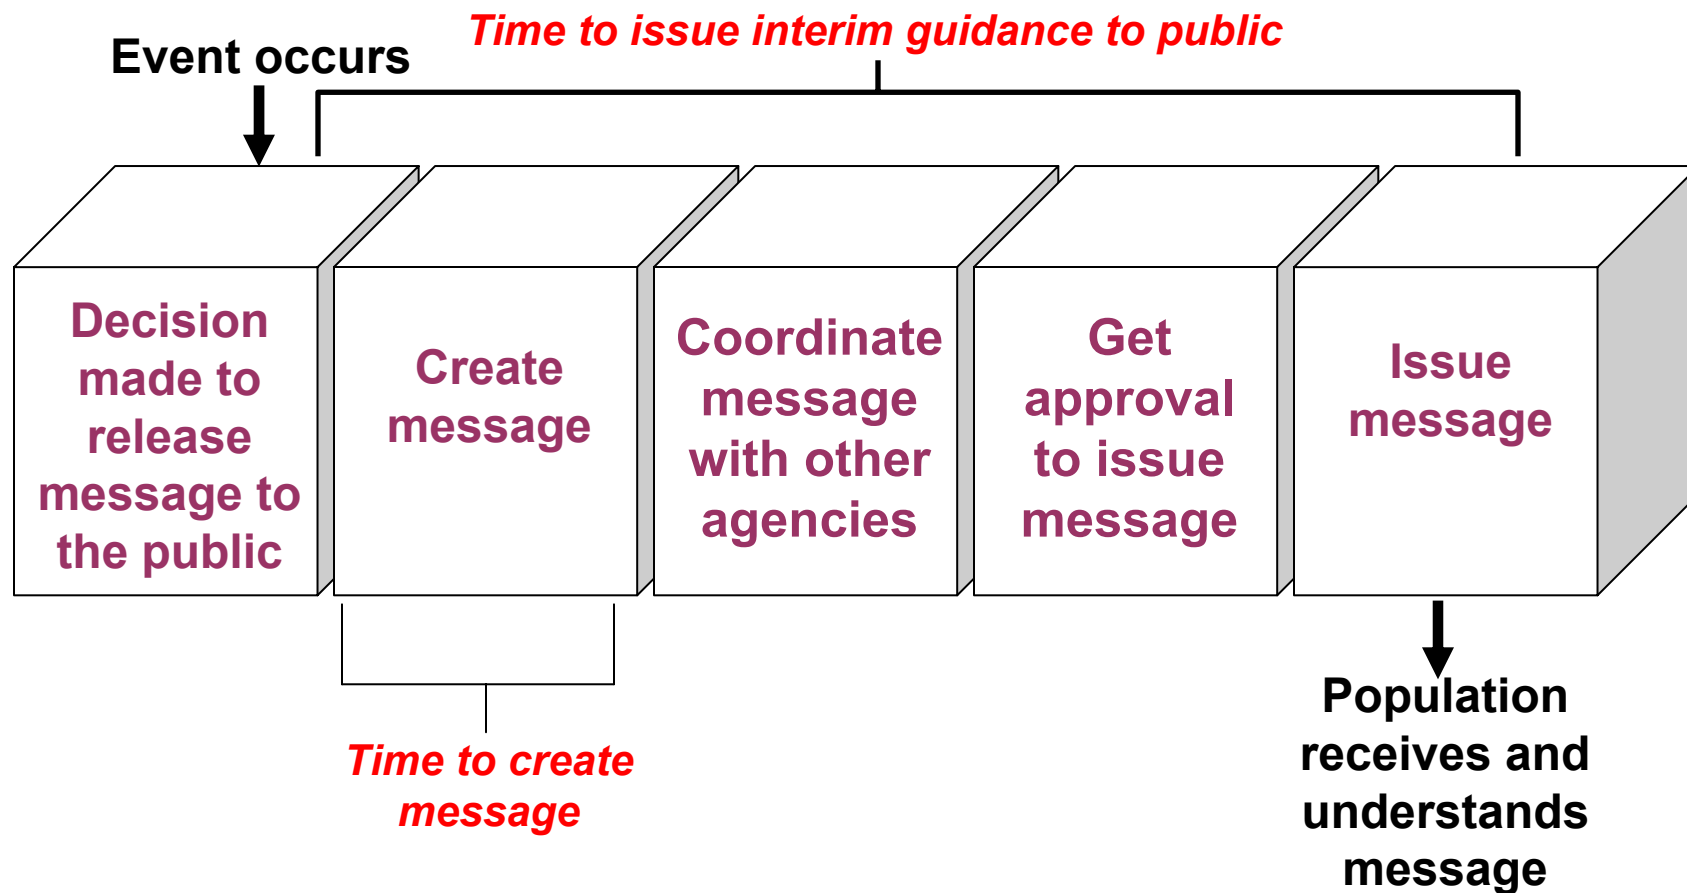 Time to issue interim guidance to public
Event occurs
Decision
made to
release
message to
the public
Create
message
Coordinate
message
with other
agencies
Get
approval
to issue
message
Issue
message
Time to create
message
Population
receives and
understands
message